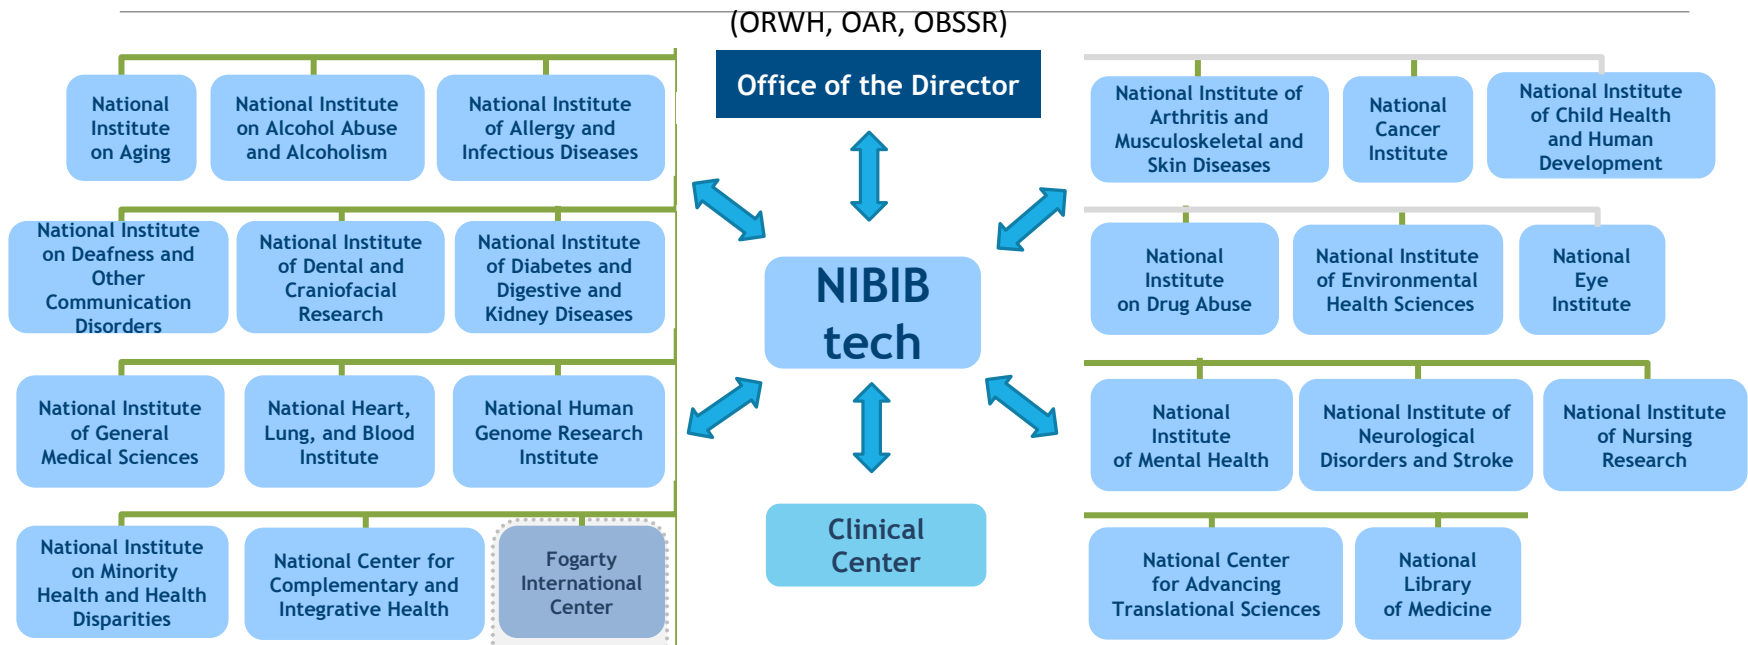 (ORWH, OAR, OBSSR)
Office of the Director
National
Institute
on Aging
National Institute
on Alcohol Abuse
and Alcoholism
National Institute
of Allergy and
Infectious Diseases
National Institute of
Arthritis and
Musculoskeletal and
Skin Diseases
National
Cancer
Institute
National Institute
of Child Health
and Human
Development
National Institute
on Deafness and
Other
Communication
Disorders
National Institute
of Dental and
Craniofacial
Research
National Institute
of Diabetes and
Digestive and
Kidney Diseases
NIBIB
tech
National
Institute
on Drug Abuse
National Institute
of Environmental
Health Sciences
National
Eye
Institute
National Institute
of General
Medical Sciences
National Heart,
Lung, and Blood
Institute
National Human
Genome Research
Institute
National
Institute
of Mental Health
National Institute of
Neurological
Disorders and Stroke
National Institute
of Nursing
Research
National Institute
on Minority
Health and Health
Disparities
National Center for
Complementary and
Integrative Health
Fogarty
International
Center
Clinical
Center
National Center
for Advancing
Translational Sciences
National
Library
of Medicine